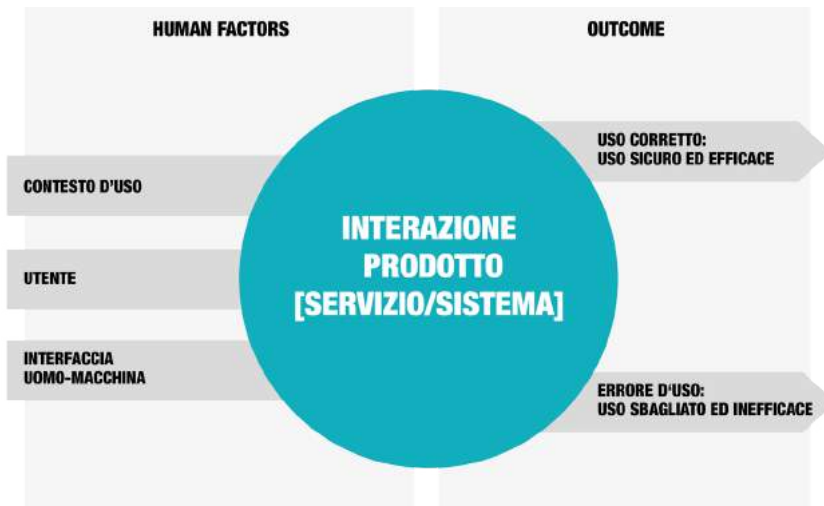 HUMAN FACTORS
OUTCOME
CONTESTO D'USO
UTENTE
INTERFACCIA
UOMO-MACCHINA
INTERAZIONE
PRODOTTO
[SERVIZIO/SISTEMA]
USO CORRETTO:
USO SICURO ED EFFICACE
ERRORE D'USO:
USO SBAGLIATO ED INEFFICACE